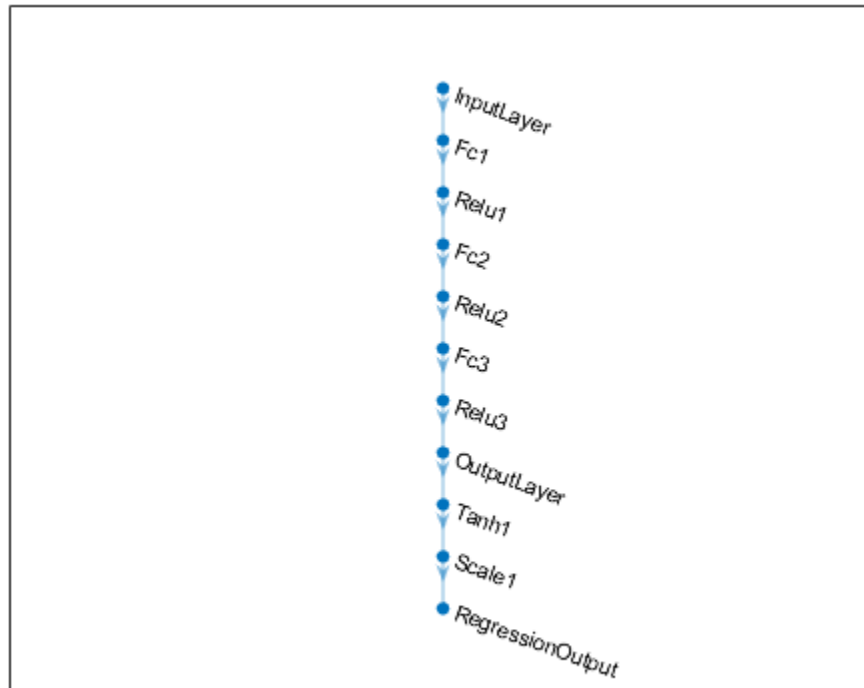 InputLayer
Fc1
Relu1
Fc2
Relu2
Fc3
Relu3
OutputLayer
Tanh1
Scale1
RegressionOutput